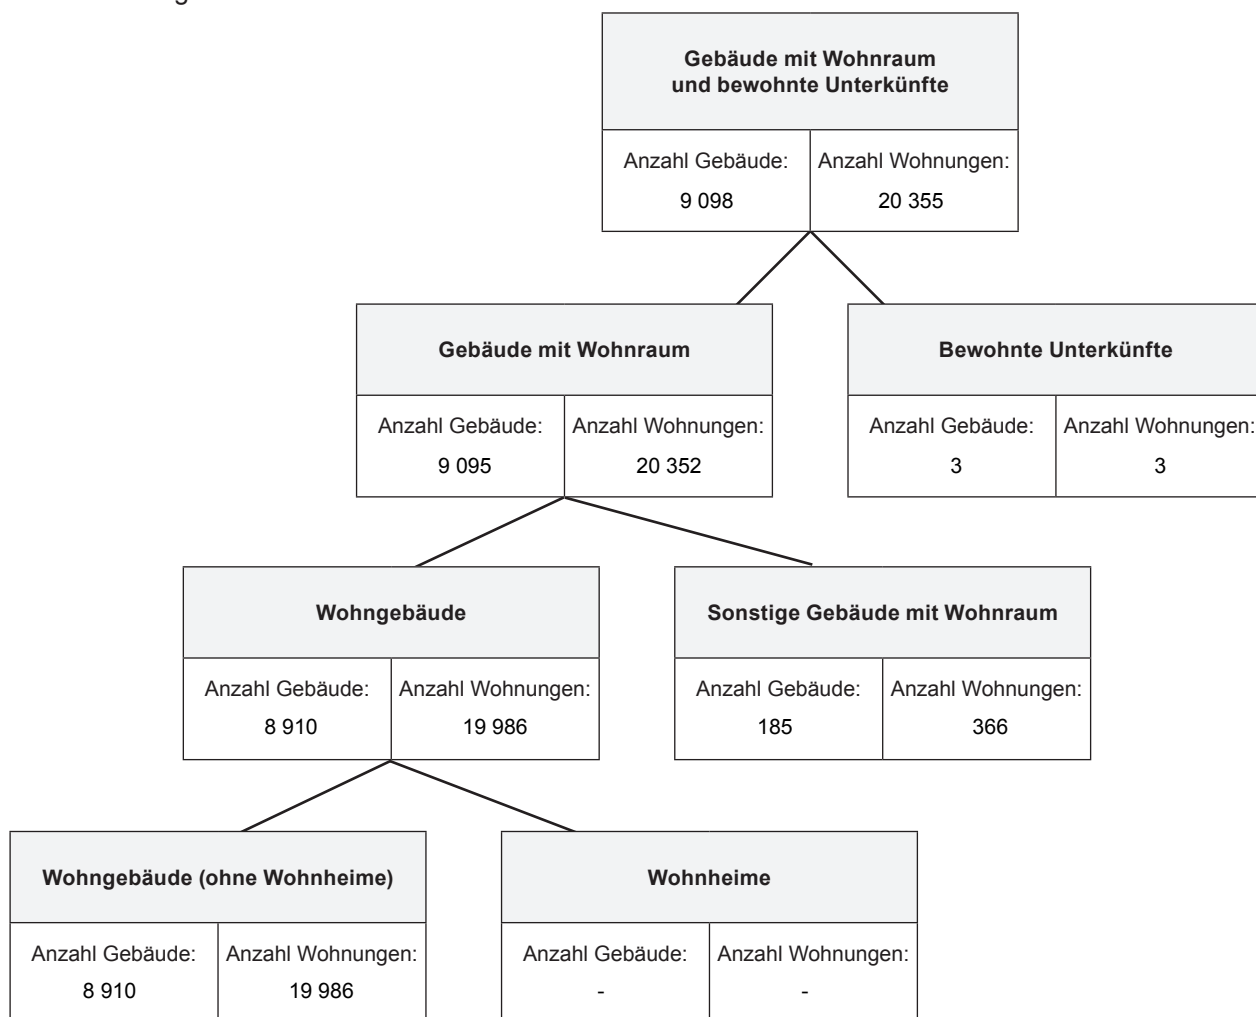 Gebäude mit Wohnraum
und bewohnte Unterkünfte
Anzahl Gebäude: Anzahl Wohnungen:
9 098 20 355
Gebäude mit Wohnraum Bewohnte Unterkünfte
Anzahl Gebäude: Anzahl Wohnungen: Anzahl Gebäude: Anzahl Wohnungen:
9 095 20 352 3 3
Wohngebäude Sonstige Gebäude mit Wohnraum
Anzahl Gebäude: Anzahl Wohnungen: Anzahl Gebäude: Anzahl Wohnungen:
8 910 19 986 185 366
Wohngebäude (ohne Wohnheime) Wohnheime
Anzahl Gebäude: Anzahl Wohnungen: Anzahl Gebäude: Anzahl Wohnungen:
8 910 19 986 - -